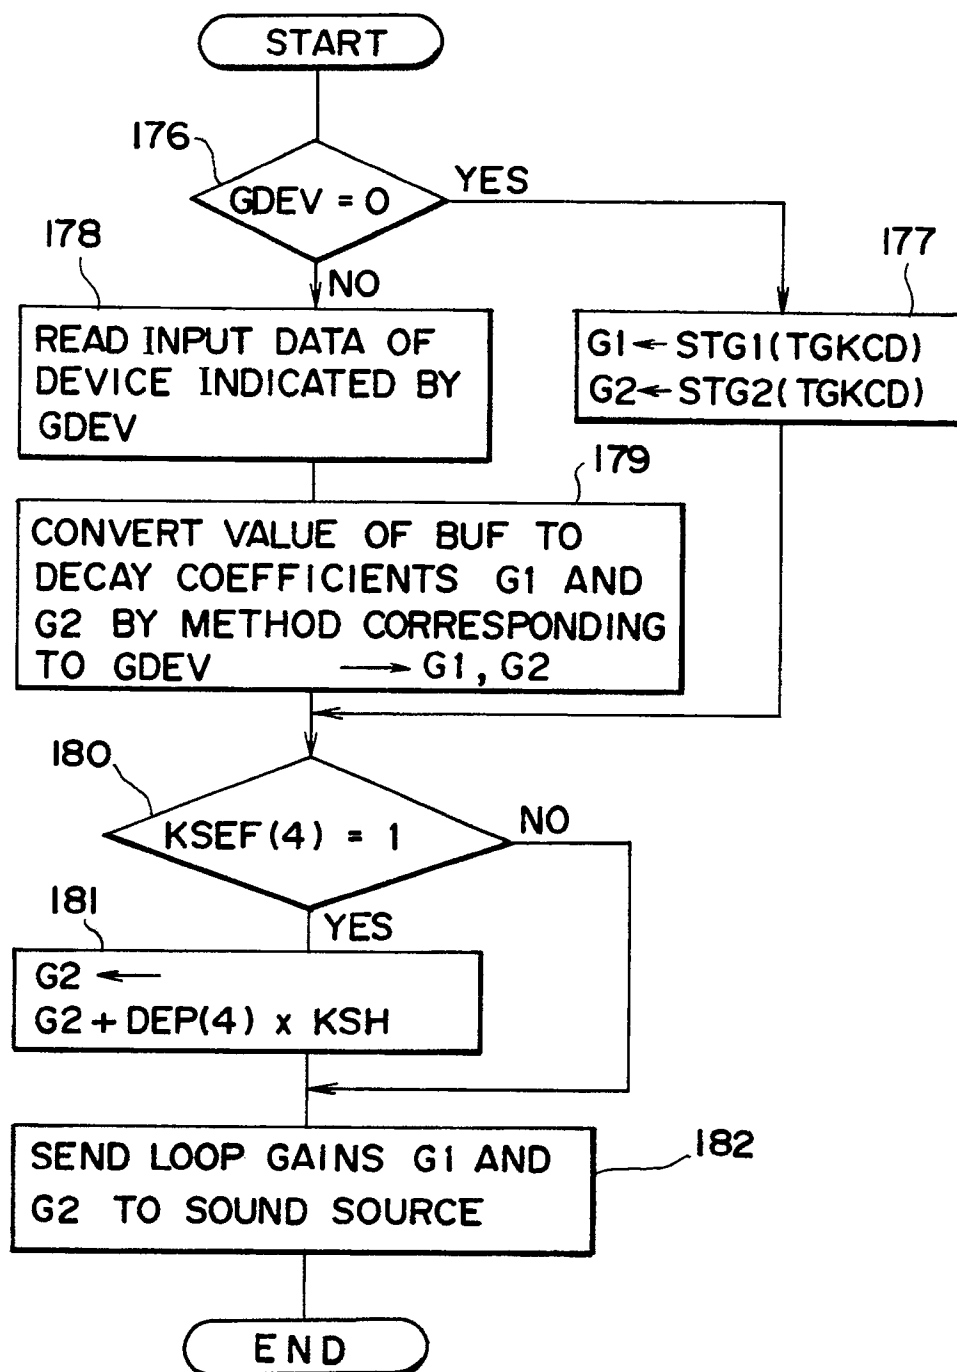 START
176
GDEV = 0
YES
178
NO
177
READ INPUT DATA OF
DEVICE INDICATED BY
GDEV
G1 ← STG1(TGKCD)
G2 ← STG2(TGKCD)
179
CONVERT VALUE OF BUF TO
DECAY COEFFICIENTS G1 AND
G2 BY METHOD CORRESPONDING
TO GDEV → G1, G2
180
KSEF(4) = 1
NO
181
YES
G2 ←
G2 + DEP(4) x KSH
SEND LOOP GAINS G1 AND
G2 TO SOUND SOURCE
182
END